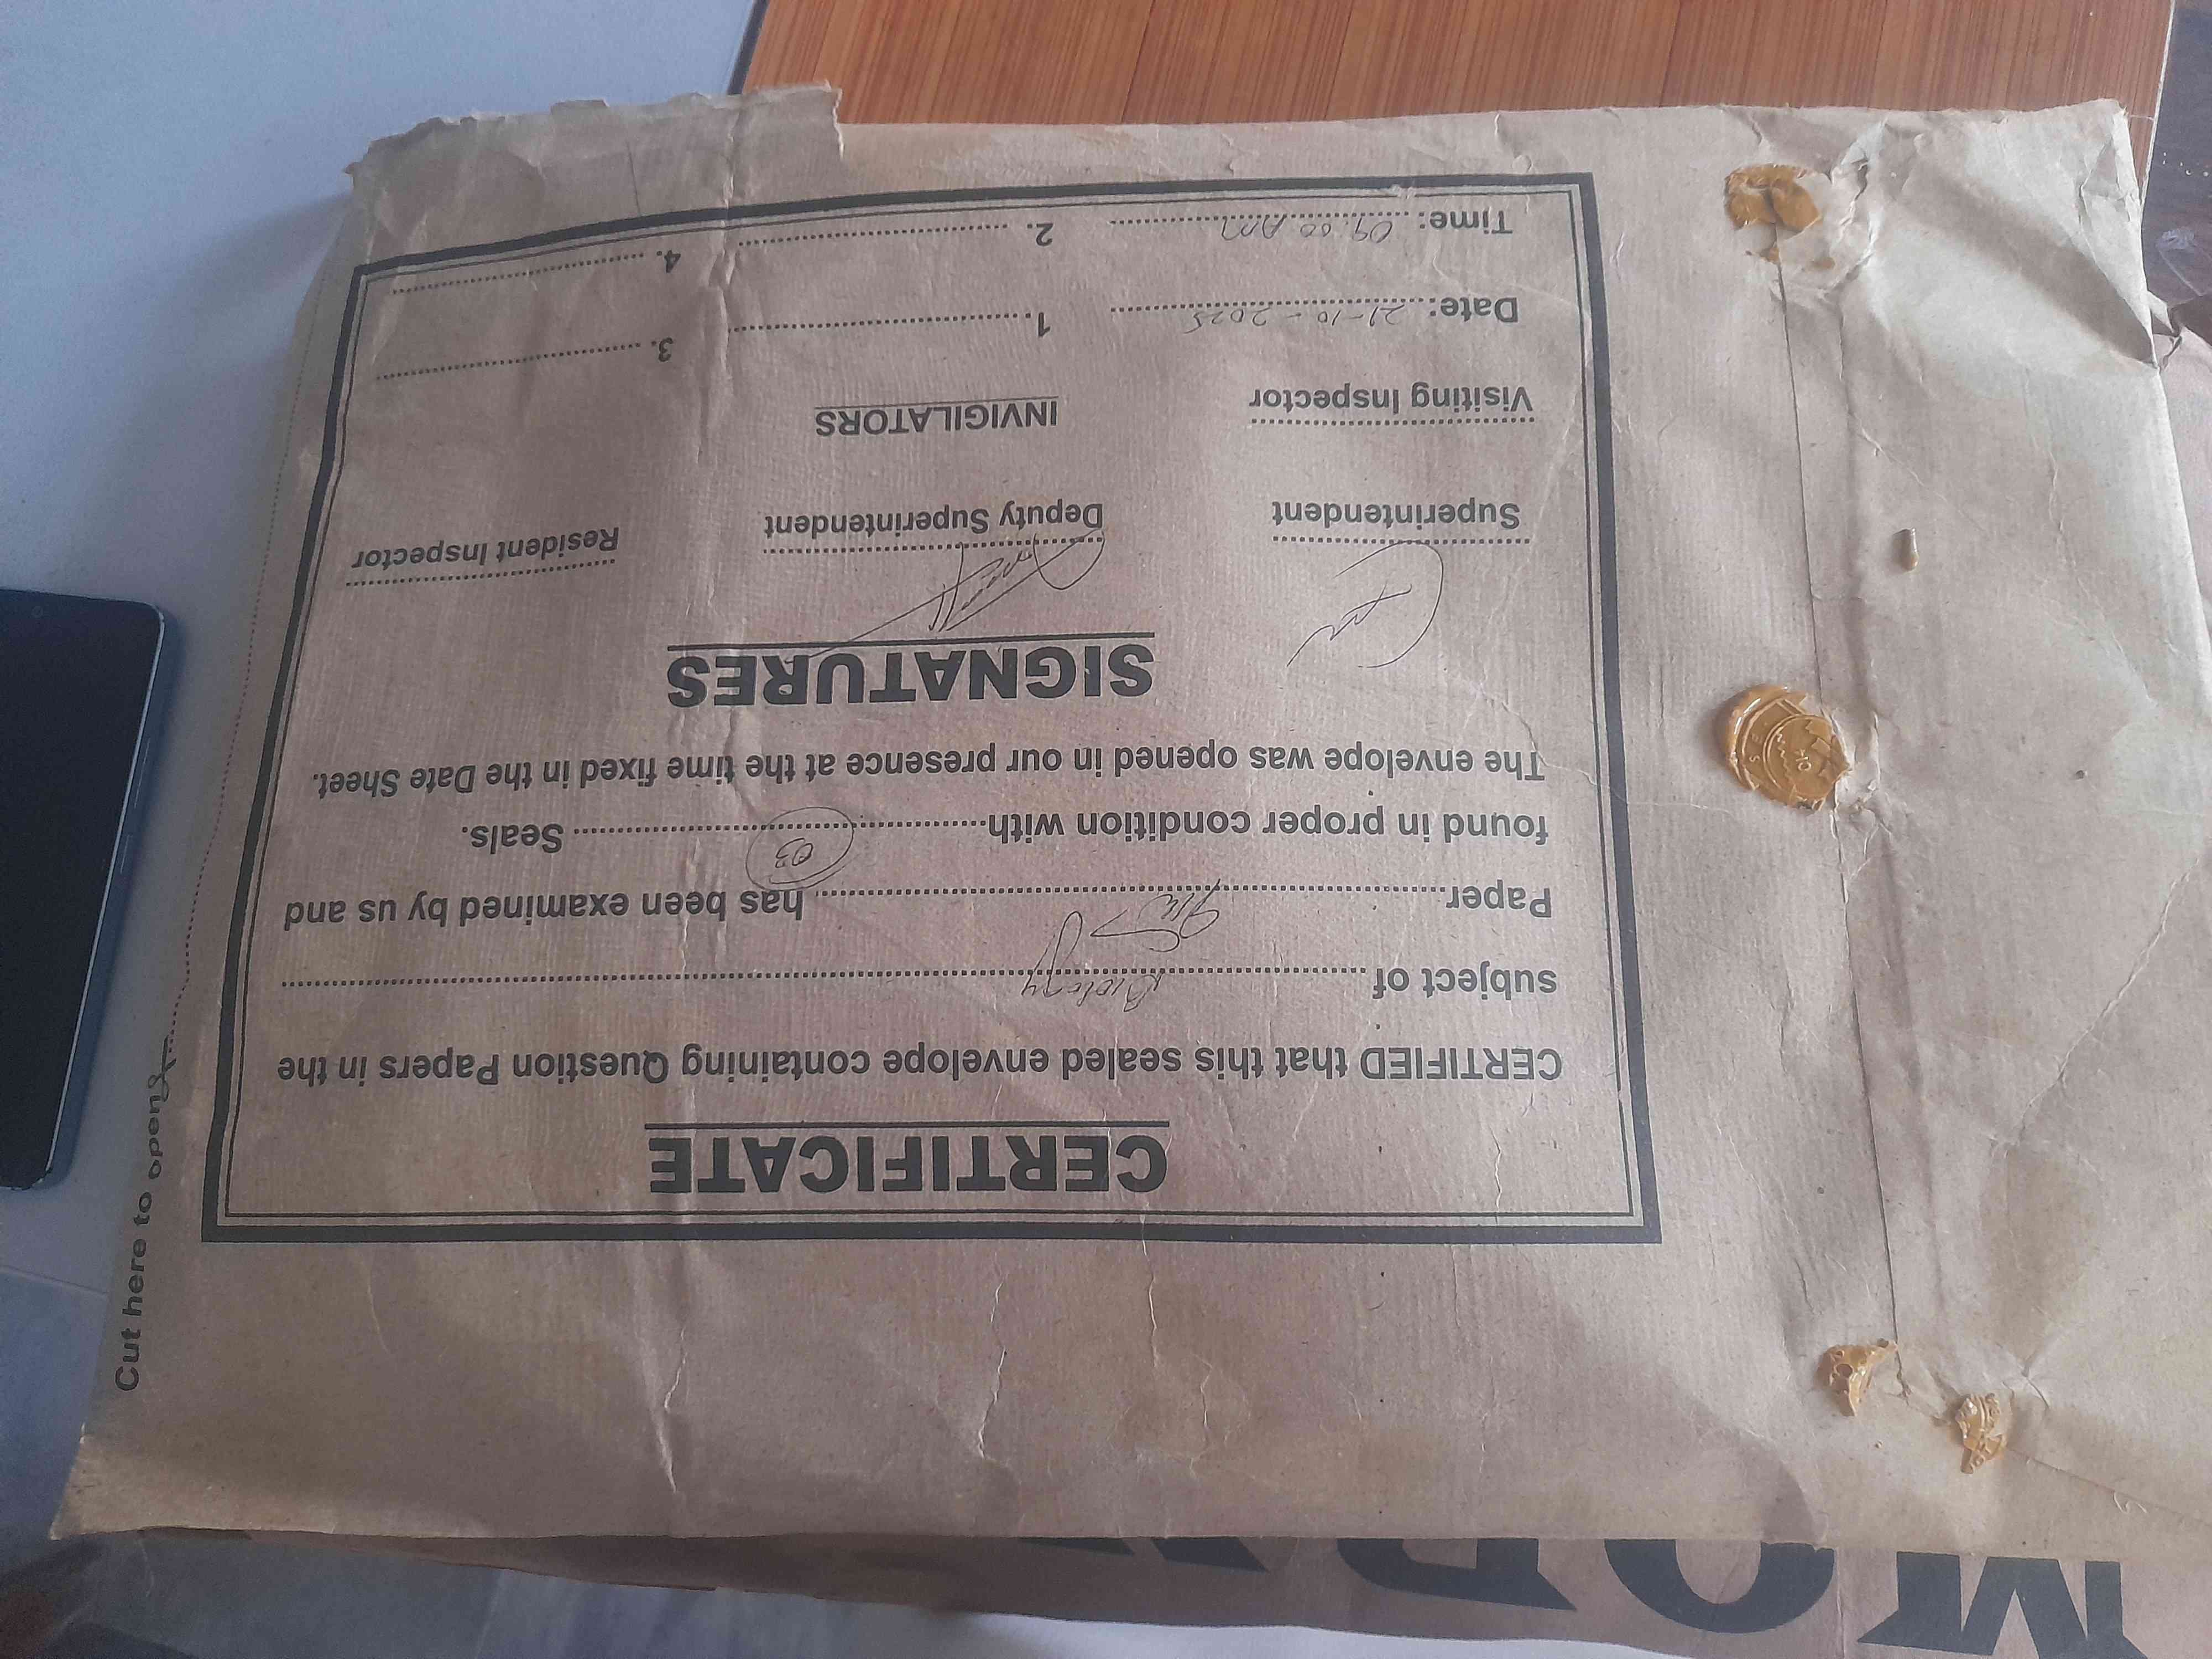 CERTIFICATE
CERTIFIED that this sealed envelope containing Question Papers in the
subject of Biology
Paper has been examined by us and
found in proper condition with 03 Seals.
The envelope was opened in our presence at the time fixed in the Date Sheet.
SIGNATURES
Superintendent Deputy Superintendent Resident Inspector
Visiting Inspector INVIGILATORS
Date: 21-10-2025 1. 3.
Time: 09:00 Am 2. 4.
Cut here to open